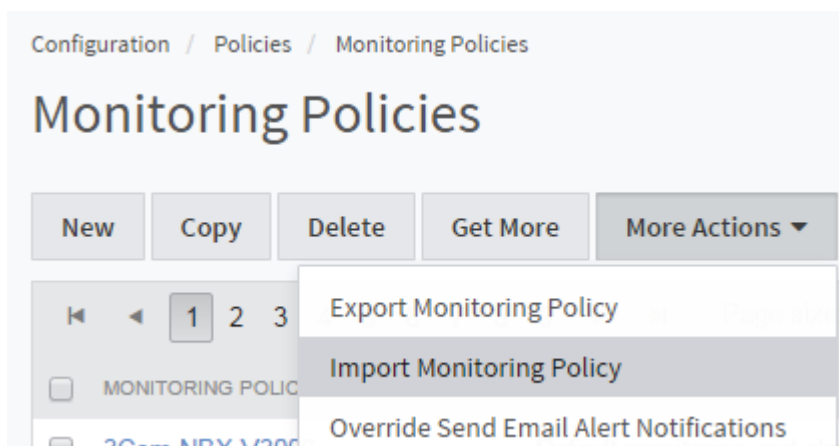 Configuration / Policies / Monitoring Policies
Monitoring Policies
New Copy Delete Get More More Actions
1 2 3
Export Monitoring Policy
Import Monitoring Policy
MONITORING
Override Send Email Alert Notifications